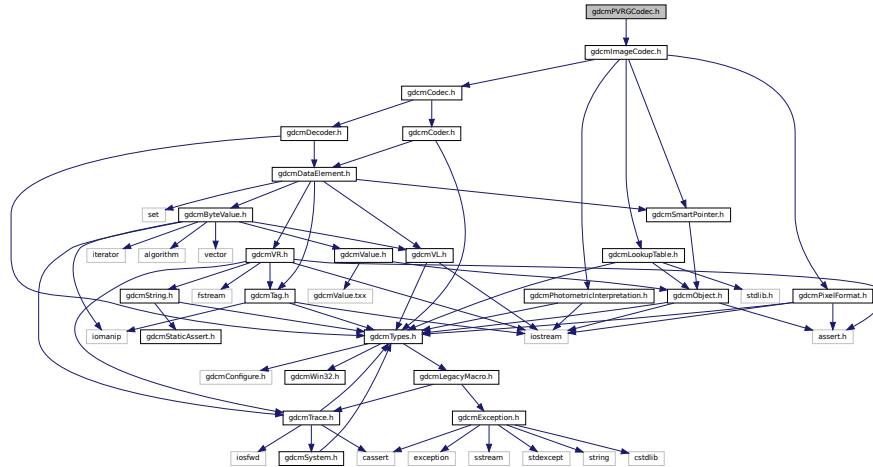 gdcmPVRGCodec.h
gdcmImageCodec.h
gdcmCodec.h
gdcmDecoder.h
gdcmCoder.h
gdcmDataElement.h
set
gdcmByteValue.h
gdcmSmartPointer.h
iterator
algorithm
vector
gdcmVR.h
gdcmValue.h
gdcmVL.h
gdcmLookupTable.h
gdcmString.h
fstream
gdcmTag.h
gdcmValue.txx
gdcmPhotometricInterpretation.h
gdcmObject.h
stdlib.h
gdcmPixelFormat.h
iomanip
gdcmStaticAssert.h
gdcmTypes.h
iostream
assert.h
gdcmConfigure.h
gdcmWin32.h
gdcmLegacyMacro.h
gdcmTrace.h
gdcmException.h
iosfwd
gdcmSystem.h
cassert
exception
sstream
stdexcept
string
cstdlib